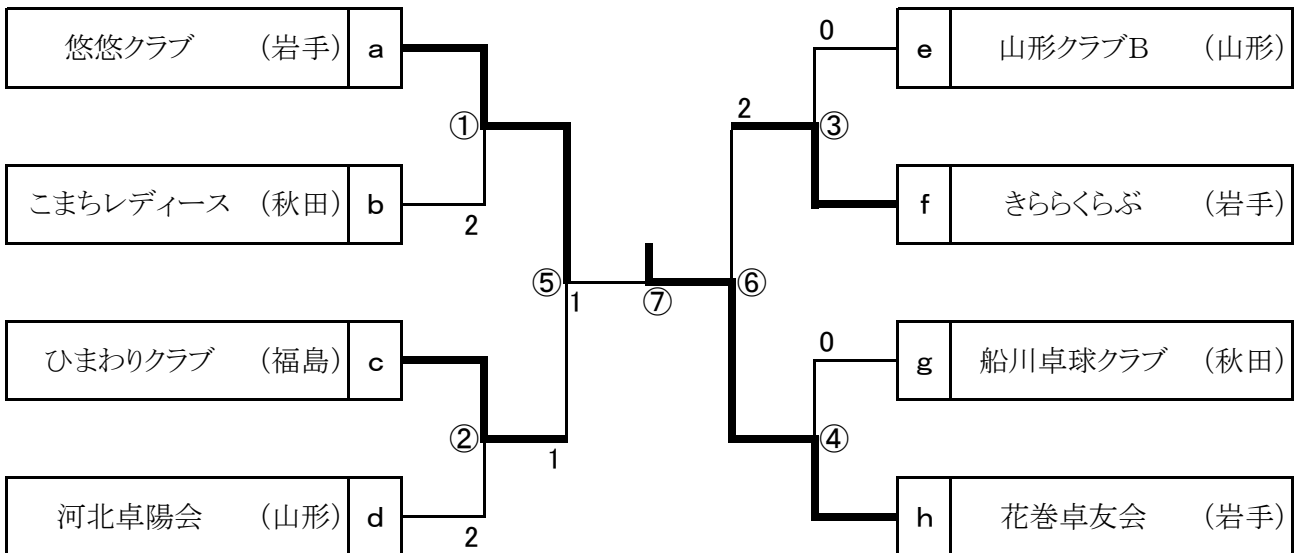 悠悠クラブ (岩手) a
0
e 山形クラブB (山形)
① 2 ③
こまちレディース (秋田) b
2
f きららくらぶ (岩手)
⑤ 1 ⑦ ⑥
ひまわりクラブ (福島) c
0
g 船川卓球クラブ (秋田)
② 1 ④
河北卓陽会 (山形) d
2
h 花巻卓友会 (岩手)